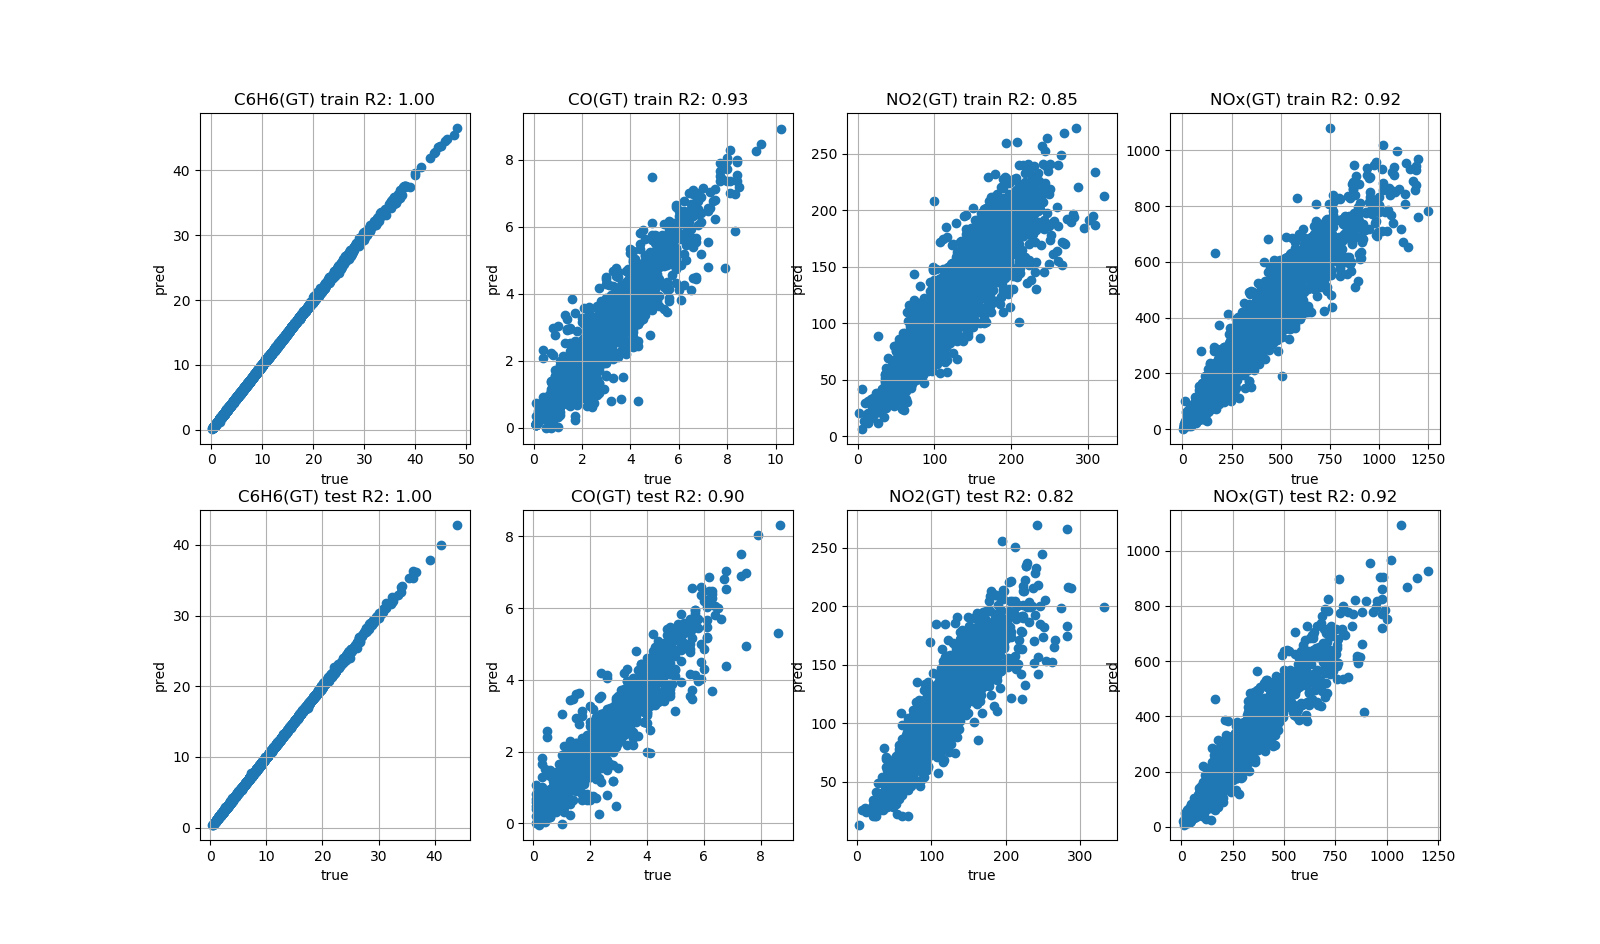 C6H6(GT) train R2: 1.00
pred
40
30
20
10
0
0 10 20 30 40 50
true
CO(GT) train R2: 0.93
pred
8
6
4
2
0
0 2 4 6 8 10
true
NO2(GT) train R2: 0.85
pred
250
200
150
100
50
0
0 100 200 300
true
NOx(GT) train R2: 0.92
pred
1000
800
600
400
200
0
0 250 500 750 1000 1250
true
C6H6(GT) test R2: 1.00
pred
40
30
20
10
0
0 10 20 30 40
true
CO(GT) test R2: 0.90
pred
8
6
4
2
0
0 2 4 6 8
true
NO2(GT) test R2: 0.82
pred
250
200
150
100
50
0 100 200 300
true
NOx(GT) test R2: 0.92
pred
1000
800
600
400
200
0
0 250 500 750 1000 1250
true